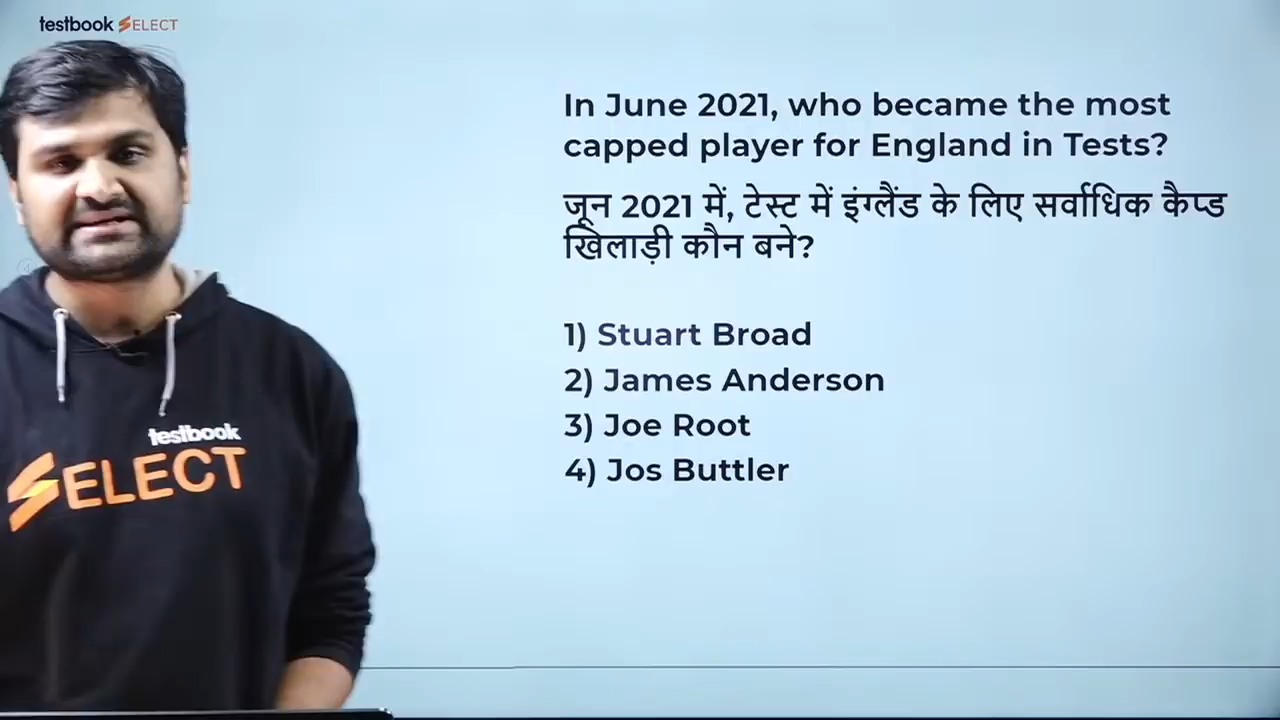 testbook SELECT
In June 2021, who became the most
capped player for England in Tests?
जून 2021 में, टेस्ट में इंग्लैंड के लिए सर्वाधिक कैप्ड
खिलाड़ी कौन बने?
1) Stuart Broad
2) James Anderson
3) Joe Root
4) Jos Buttler
testbook
SELECT